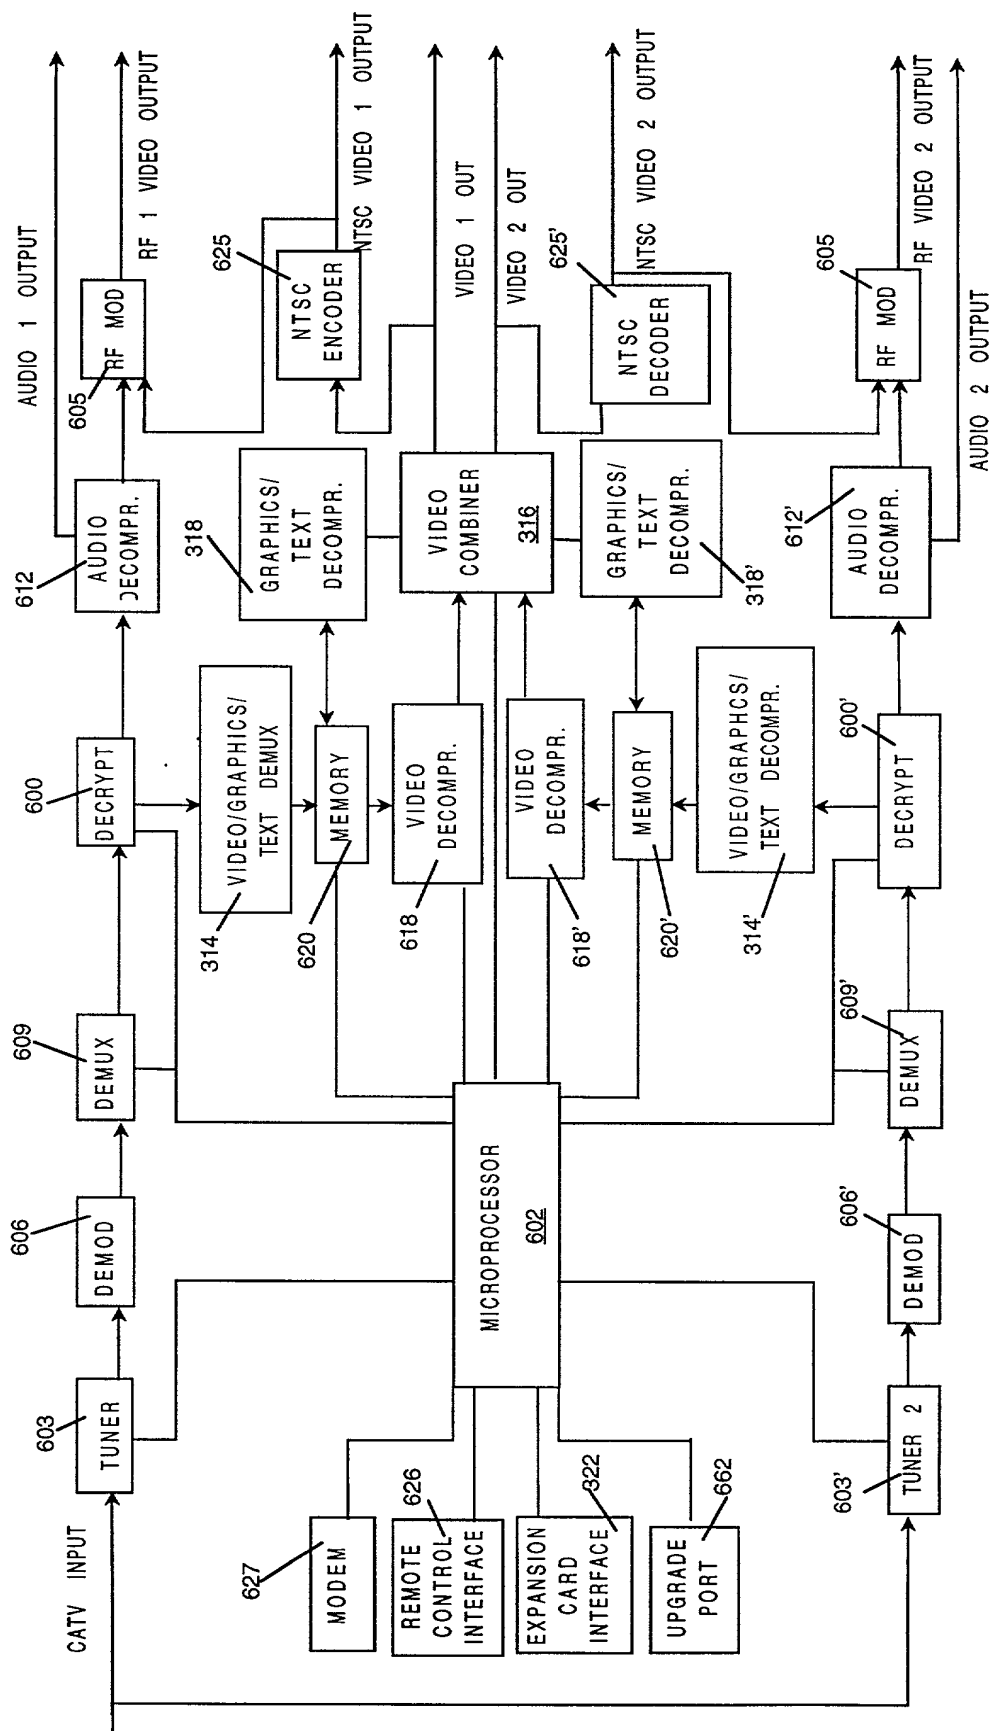 CATV INPUT
603
TUNER
606
DEMOD
609
DEMUX
600
DECRYPT
612
AUDIO
DECOMPR.
AUDIO 1 OUTPUT
605
RF MOD
RF 1 VIDEO OUTPUT
314
VIDEO/GRAPHICS/
TEXT DEMUX
318
GRAPHICS/
TEXT
DECOMPR.
625
NTSC
ENCODER
NTSC VIDEO 1 OUTPUT
627
MODEM
620
MEMORY
626
REMOTE
CONTROL
INTERFACE
618
VIDEO
DECOMPR.
VIDEO
COMBINER
316
VIDEO 1 OUT
VIDEO 2 OUT
MICROPROCESSOR
602
322
EXPANSION
CARD
INTERFACE
618'
VIDEO
DECOMPR.
662
UPGRADE
PORT
620'
MEMORY
GRAPHICS/
TEXT
DECOMPR.
318'
625'
NTSC
DECODER
NTSC VIDEO 2 OUTPUT
314'
VIDEO/GRAPHCS/
TEXT DECOMPR.
603'
TUNER 2
606'
DEMOD
609'
DEMUX
600'
DECRYPT
612'
AUDIO
DECOMPR.
605
RF MOD
RF VIDEO 2 OUTPUT
AUDIO 2 OUTPUT